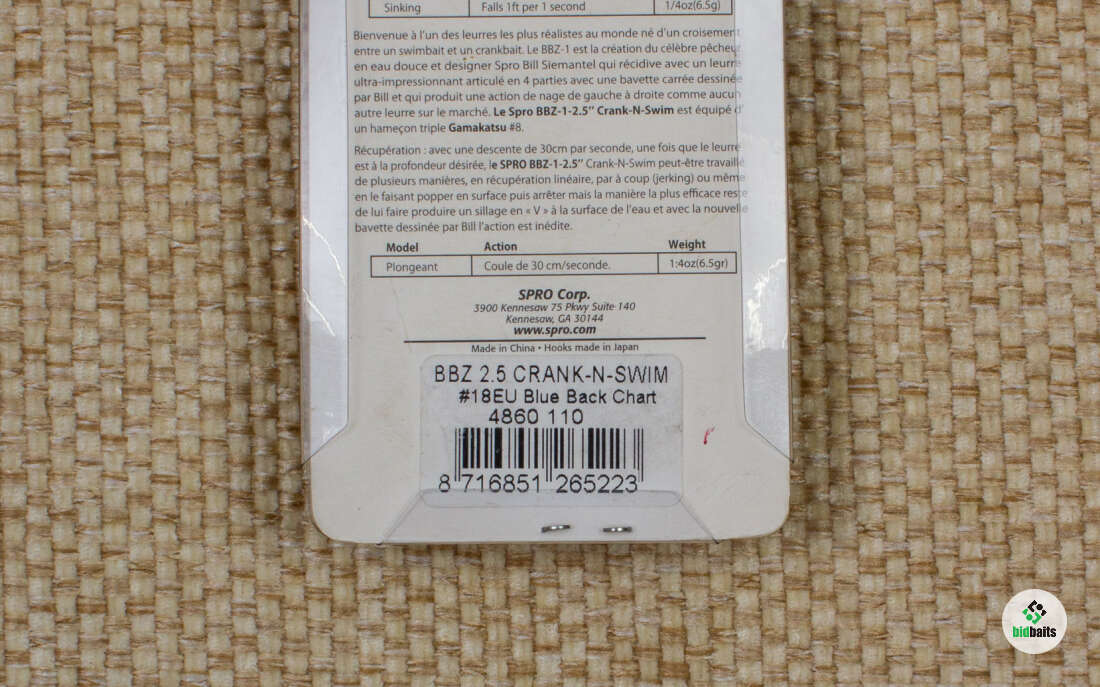 Sinking Falls 1ft per 1 second 1/4oz(6.5g)
Bienvenue à l'un des leurres les plus réalistes au monde né d'un croisement
entre un swimbait et un crankbait. Le BBZ-1 est la création du célèbre pêcheur
en eau douce et designer Spro Bill Siemantel qui récidive avec un leurre
ultra-impressionnant articulé en 4 parties avec une bavette carrée dessinée
par Bill et qui produit une action de nage de gauche à droite comme aucun
autre leurre sur le marché. Le Spro BBZ-1-2.5" Crank-N-Swim est équipé d'
un hameçon triple Gamakatsu #8.
Récupération : avec une descente de 30cm par seconde, une fois que le leurre
est à la profondeur désirée, le SPRO BBZ-1-2.5" Crank-N-Swim peut-être travaillé
de plusieurs manières, en récupération linéaire, par à coup (jerking) ou même
en le faisant popper en surface puis arrêter mais la manière la plus efficace reste
de lui faire produire un sillage en « V » à la surface de l'eau et avec la nouvelle
bavette dessinée par Bill l'action est inédite.
Model Action Weight
Plongeant Coule de 30 cm/seconde. 1:4oz(6.5gr)
SPRO Corp.
3900 Kennesaw 75 Pkwy Suite 140
Kennesaw, GA 30144
www.spro.com
Made in China • Hooks made in Japan
BBZ 2.5 CRANK-N-SWIM
#18EU Blue Back Chart
4860 110
8 716851 265223
bidbaits